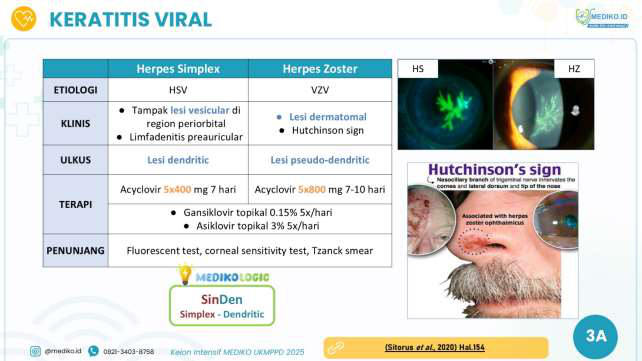 KERATITIS VIRAL
MEDIKO.ID
Herpes Simplex
Herpes Zoster
ETIOLOGI
HSV
VZV
KLINIS
● Tampak lesi vesicular di
region periorbital
● Limfadenitis preauricular
● Lesi dermatomal
● Hutchinson sign
ULKUS
Lesi dendritic
Lesi pseudo-dendritic
TERAPI
Acyclovir 5x400 mg 7 hari
Acyclovir 5x800 mg 7-10 hari
● Gansiklovir topikal 0.15% 5x/hari
● Asiklovir topikal 3% 5x/hari
PENUNJANG
Fluorescent test, corneal sensitivity test, Tzanck smear
HS
HZ
Hutchinson's sign
• Nasociliary branch of trigeminal nerve innervates the
cornea and lateral dorsum and tip of the nose
Associated with herpes
zoster ophthalmicus
MEDIKOLOGIC
SinDen
Simplex - Dendritic
3A
@mediko.id
0821-3403-8758
Kelon Intensif MEDIKO UKMPPD 2025
(Sitorus et al., 2020) Hal.154